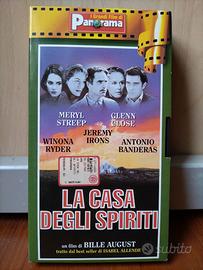 I Grandi Film di
Panorama
MERYL
STREEP
GLENN
CLOSE
WINONA
RYDER
JEREMY
IRONS
ANTONIO
BANDERAS
LA CASA
DEGLI SPIRITI
un film di BILLE AUGUST
tratto dal best seller di ISABEL ALLENDE
subito